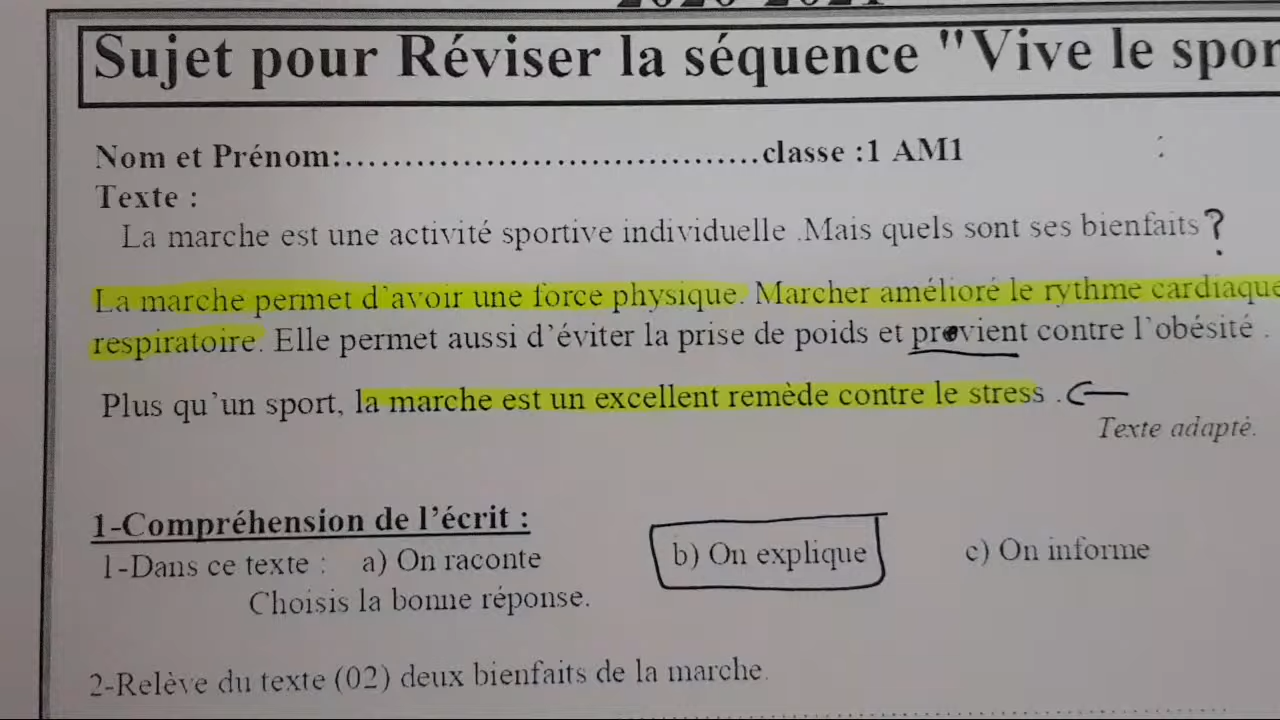 Sujet pour Réviser la séquence "Vive le spor
Nom et Prénom:..................................classe :1 AM1
Texte :
La marche est une activité sportive individuelle .Mais quels sont ses bienfaits ?
La marche permet d'avoir une force physique. Marcher amélioré le rythme cardiaque
respiratoire. Elle permet aussi d'éviter la prise de poids et previent contre l'obésité .
Plus qu'un sport, la marche est un excellent remède contre le stress .
Texte adapté.
1-Compréhension de l'écrit :
1-Dans ce texte : a) On raconte b) On explique c) On informe
Choisis la bonne réponse.
2-Relève du texte (02) deux bienfaits de la marche.